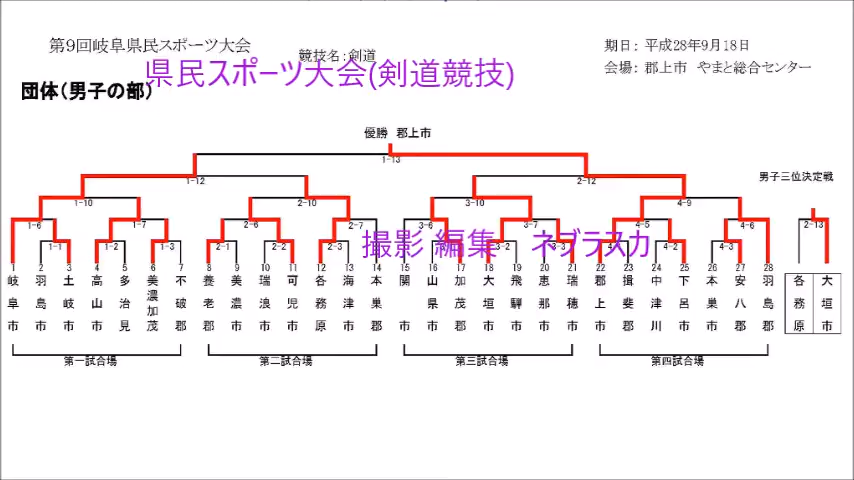 第9回岐阜県民スポーツ大会
競技名：剣道
期日： 平成28年9月18日
会場： 郡上市　やまと総合センター
県民スポーツ大会(剣道競技)
団体（男子の部）
優勝　郡上市
1-13
男子三位決定戦
1-12
2-12
1-10
2-10
3-10
4-9
1-6
1-7
2-6
2-7
3-6
3-7
4-5
4-6
2-13
撮影 編集　ネブラスカ
1-1
1-2
1-3
2-1
2-2
2-3
3-2
3-3
4-1
4-2
4-3
1 岐阜市
2 羽島市
3 土岐市
4 高山市
5 多治見
6 美濃加茂
7 不破郡
8 養老郡
9 美濃市
10 瑞浪市
11 可児市
12 各務原
13 海津市
14 本巣郡
15 関市
16 山県市
17 加茂郡
18 大垣市
19 飛騨市
20 恵那市
21 瑞穂市
22 郡上市
23 揖斐郡
24 中津川
25 下呂市
26 本巣市
27 安八郡
28 羽島郡
各務原
大垣市
第一試合場
第二試合場
第三試合場
第四試合場